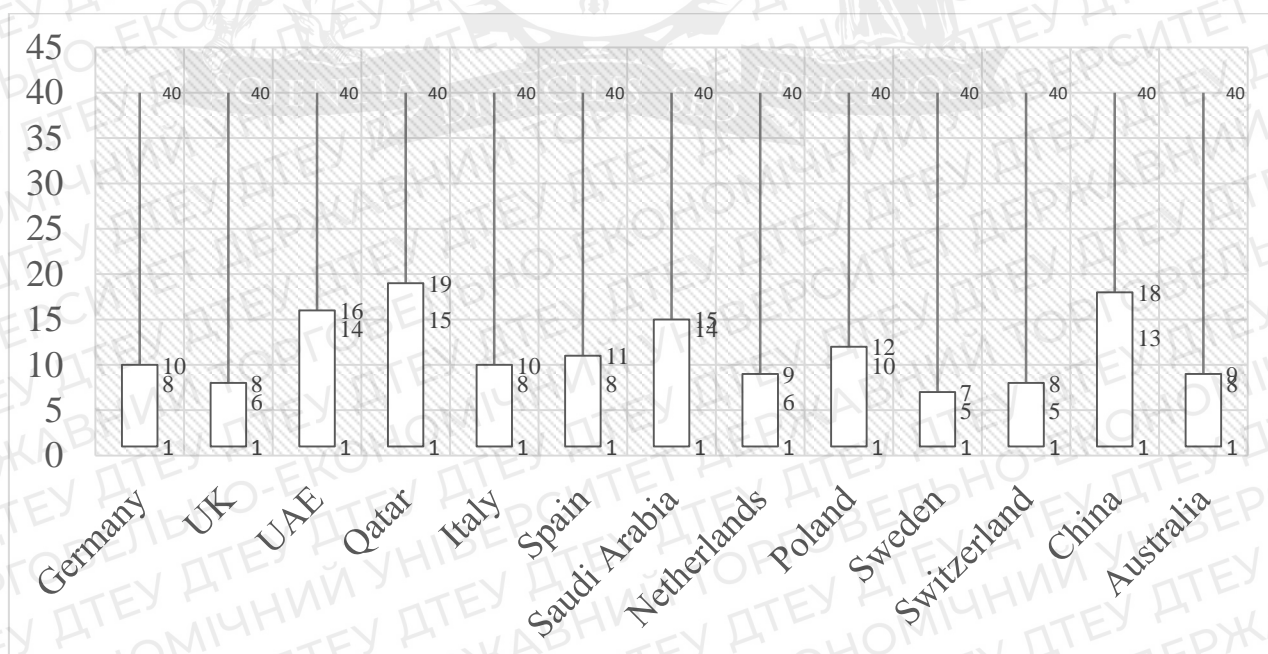 45
40 40 40 40 40 40 40 40 40 40 40 40 40 40
35
30
25
20 19 18
15 16 14 15 15 14 13
10 10 8 8 10 8 11 8 9 12 10 7 8 9 8
5 6 6 5 5
0 1 1 1 1 1 1 1 1 1 1 1 1 1
Germany
UK
UAE
Qatar
Italy
Spain
Saudi Arabia
Netherlands
Poland
Sweden
Switzerland
China
Australia